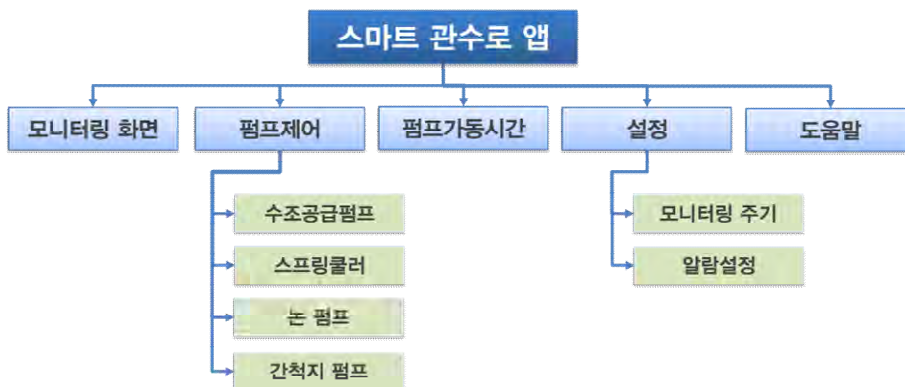 스마트 관수로 앱
모니터링 화면
펌프제어
펌프가동시간
설정
도움말
수조공급펌프
스프링쿨러
논 펌프
간척지 펌프
모니터링 주기
알람설정